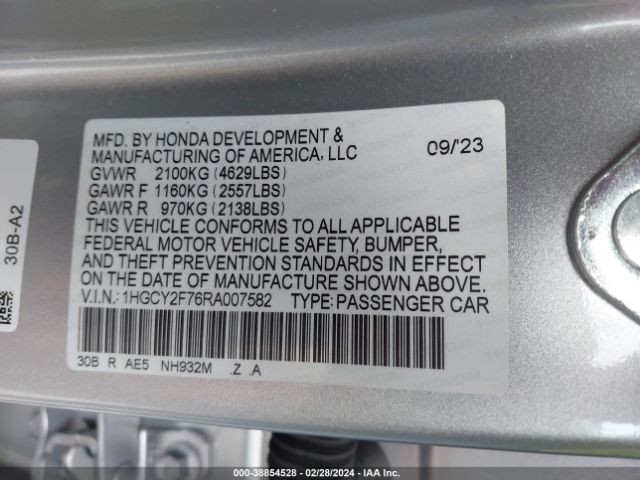 MFD. BY HONDA DEVELOPMENT &
MANUFACTURING OF AMERICA, LLC 09/'23
GVWR 2100KG (4629LBS)
GAWR F 1160KG (2557LBS)
GAWR R 970KG (2138LBS)
THIS VEHICLE CONFORMS TO ALL APPLICABLE
FEDERAL MOTOR VEHICLE SAFETY, BUMPER,
AND THEFT PREVENTION STANDARDS IN EFFECT
ON THE DATE OF MANUFACTURE SHOWN ABOVE.
V.I.N.: 1HGCY2F76RA007582 TYPE: PASSENGER CAR
30B R AE5 NH932M .Z .A
30B-A2
000-38854528 | 02/28/2024 | IAA Inc.